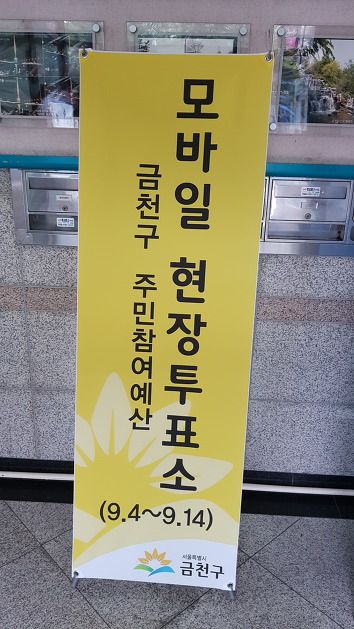 모바일 현장투표소
금천구 주민참여예산
(9.4~9.14)
서울특별시
금천구